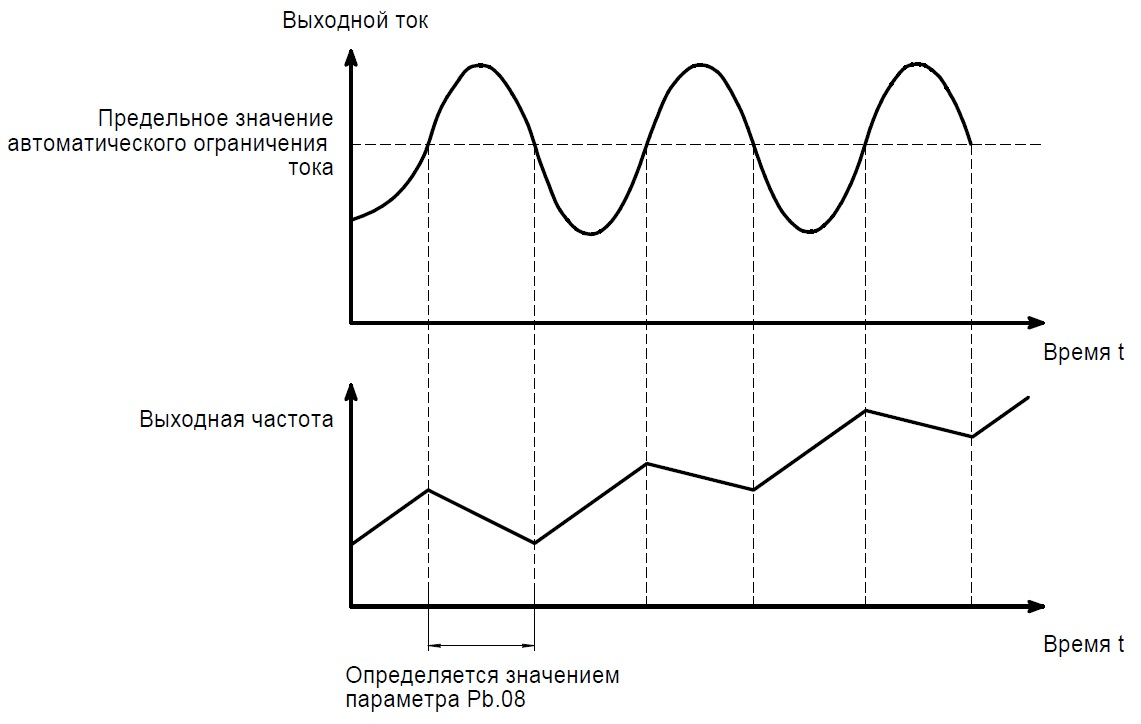 Выходной ток
Предельное значение
автоматического ограничения
тока
Время t
Выходная частота
Время t
Определяется значением
параметра Pb.08